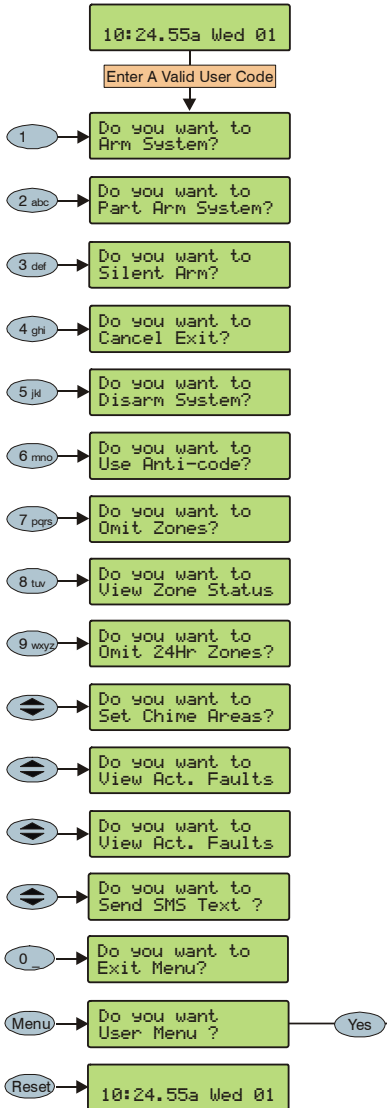 10:24.55a Wed 01
Enter A Valid User Code
1
Do you want to
Arm System?
2 abc
Do you want to
Part Arm System?
3 def
Do you want to
Silent Arm?
4 ghi
Do you want to
Cancel Exit?
5 jkl
Do you want to
Disarm System?
6 mno
Do you want to
Use Anti-code?
7 pqrs
Do you want to
Omit Zones?
8 tuv
Do you want to
View Zone Status
9 wxyz
Do you want to
Omit 24Hr Zones?
Do you want to
Set Chime Areas?
Do you want to
View Act. Faults
Do you want to
View Act. Faults
Do you want to
Send SMS Text ?
0 _
Do you want to
Exit Menu?
Menu
Do you want
User Menu ?
Yes
Reset
10:24.55a Wed 01